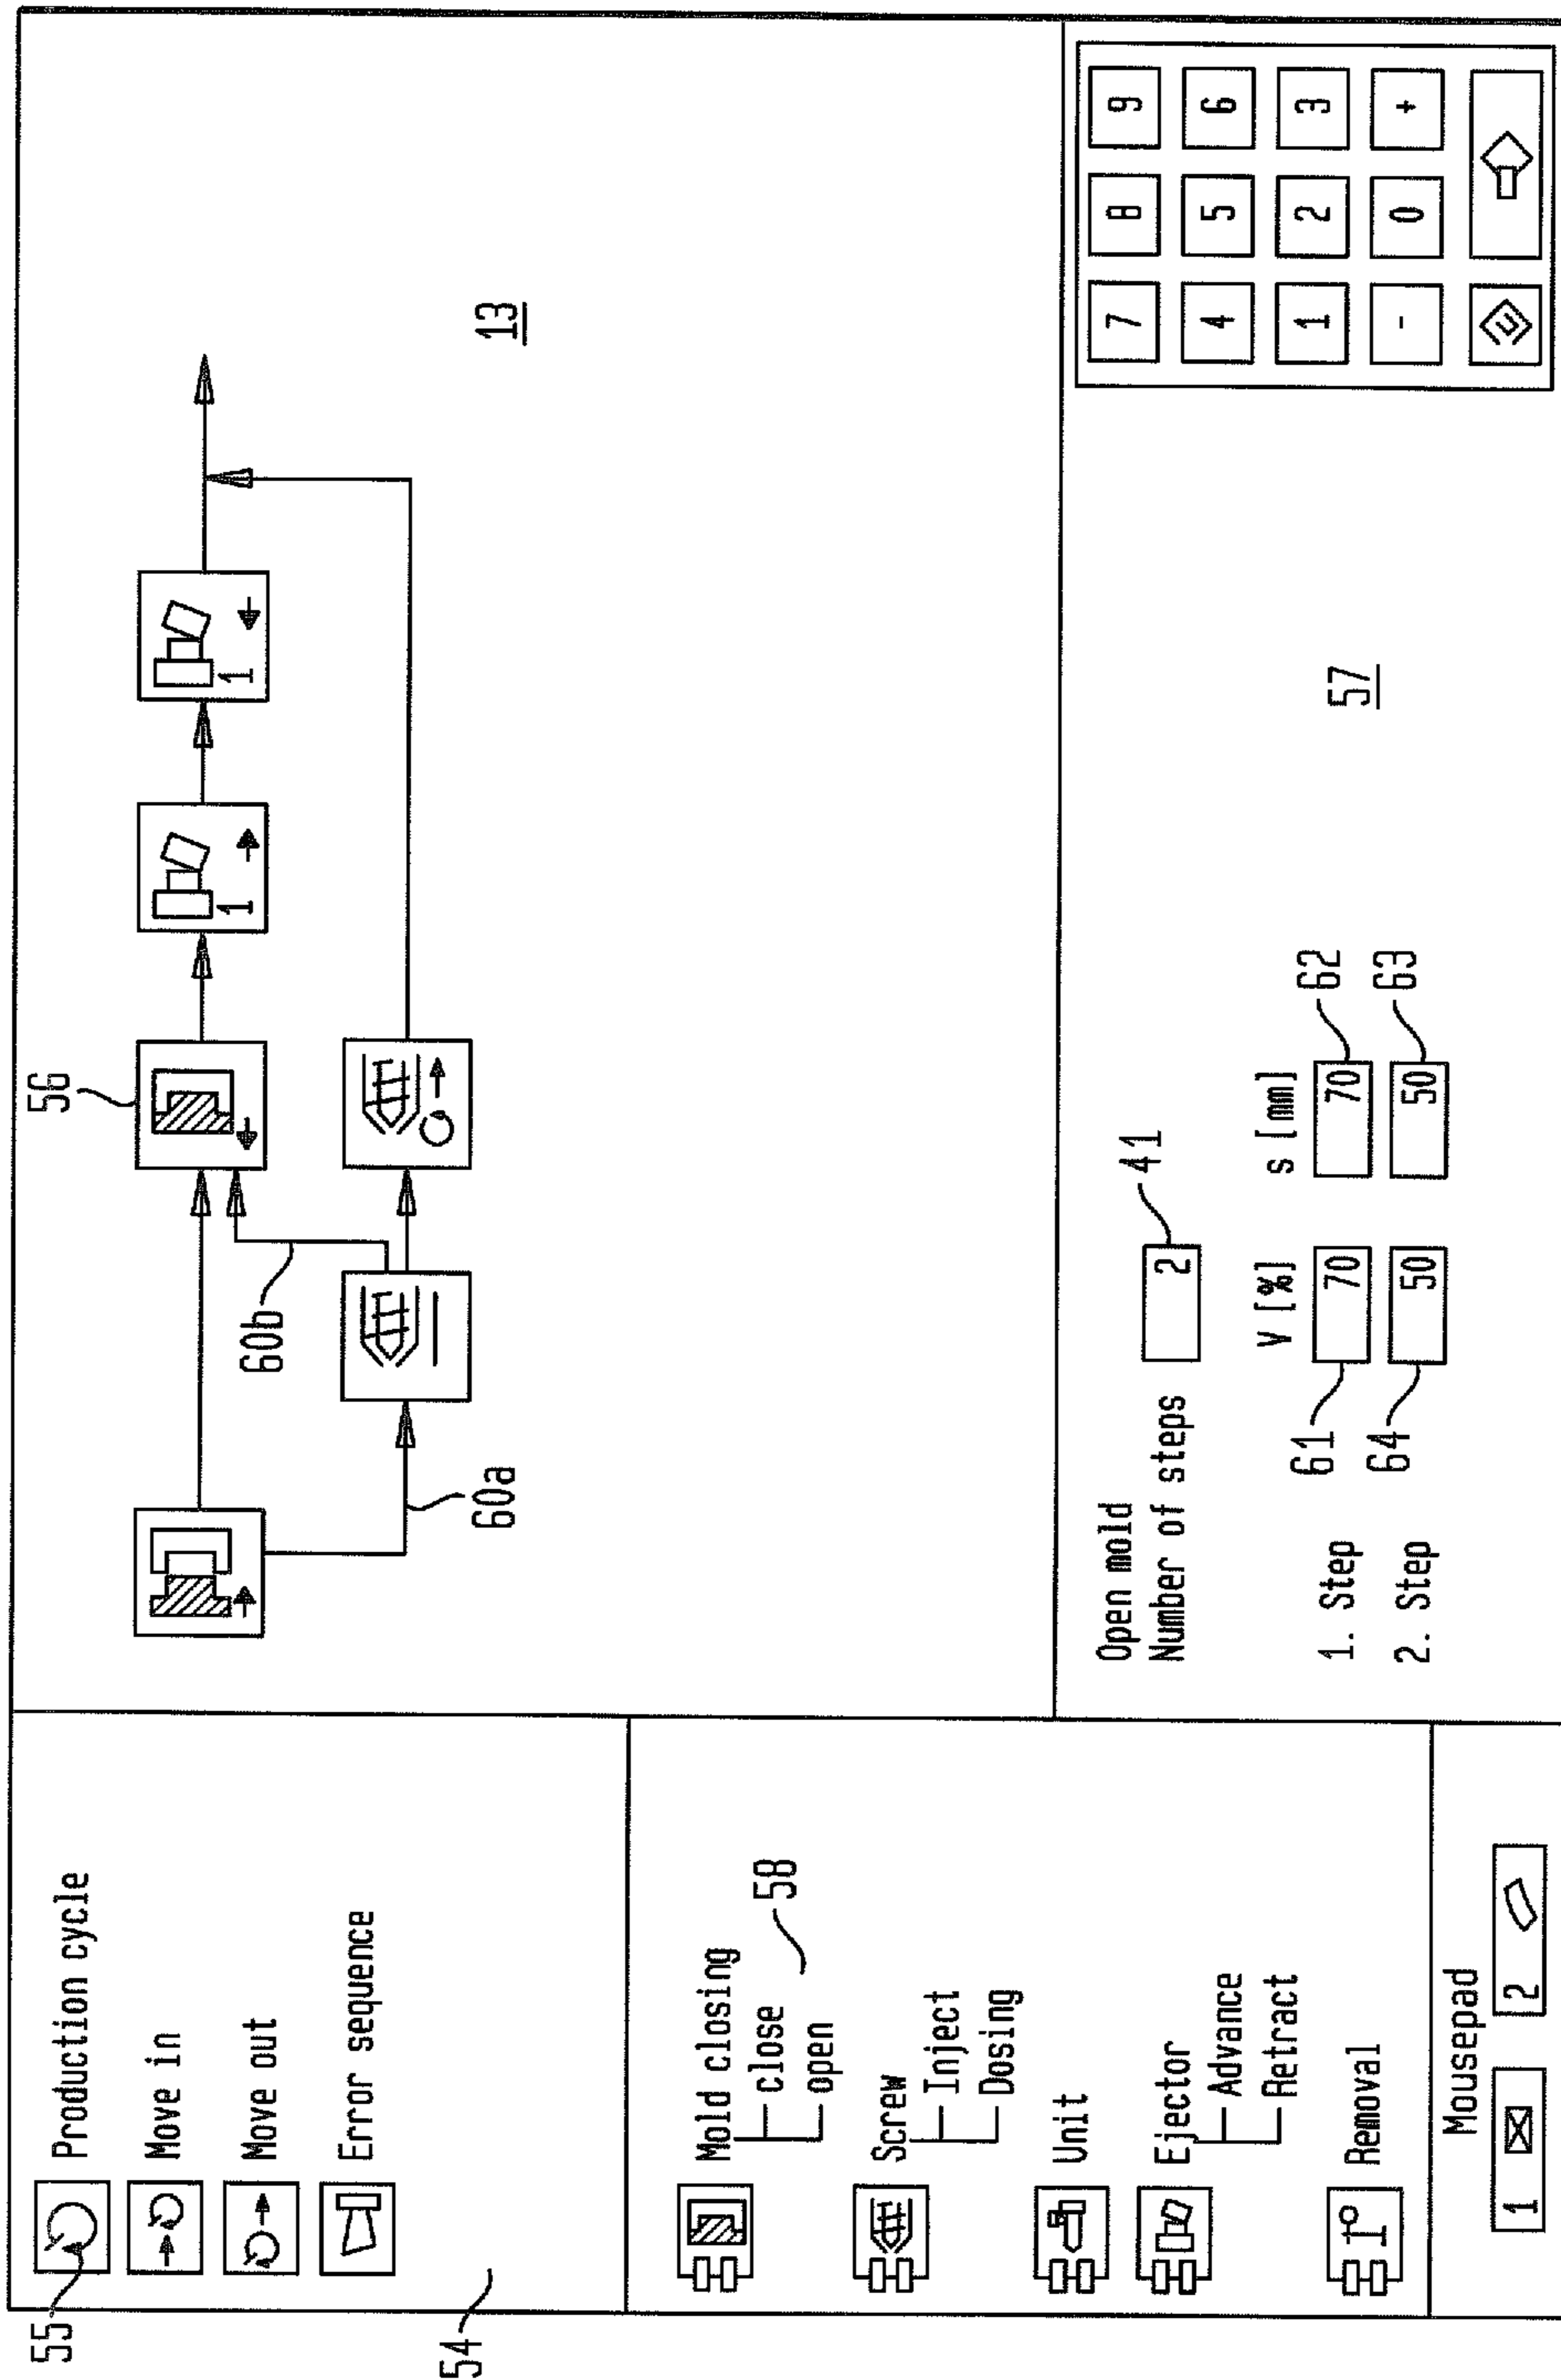 55
Production cycle
Move in
Move out
Error sequence
54
Mold closing
close
open
58
Screw
Inject
Dosing
Unit
Ejector
Advance
Retract
Removal
Mousepad
1
2
56
1
1
60b
60a
13
Open mold
Number of steps
2
41
V [%]
s [mm]
1. Step
61
70
70
62
2. Step
64
50
50
63
57
7 8 9
4 5 6
1 2 3
- 0 +